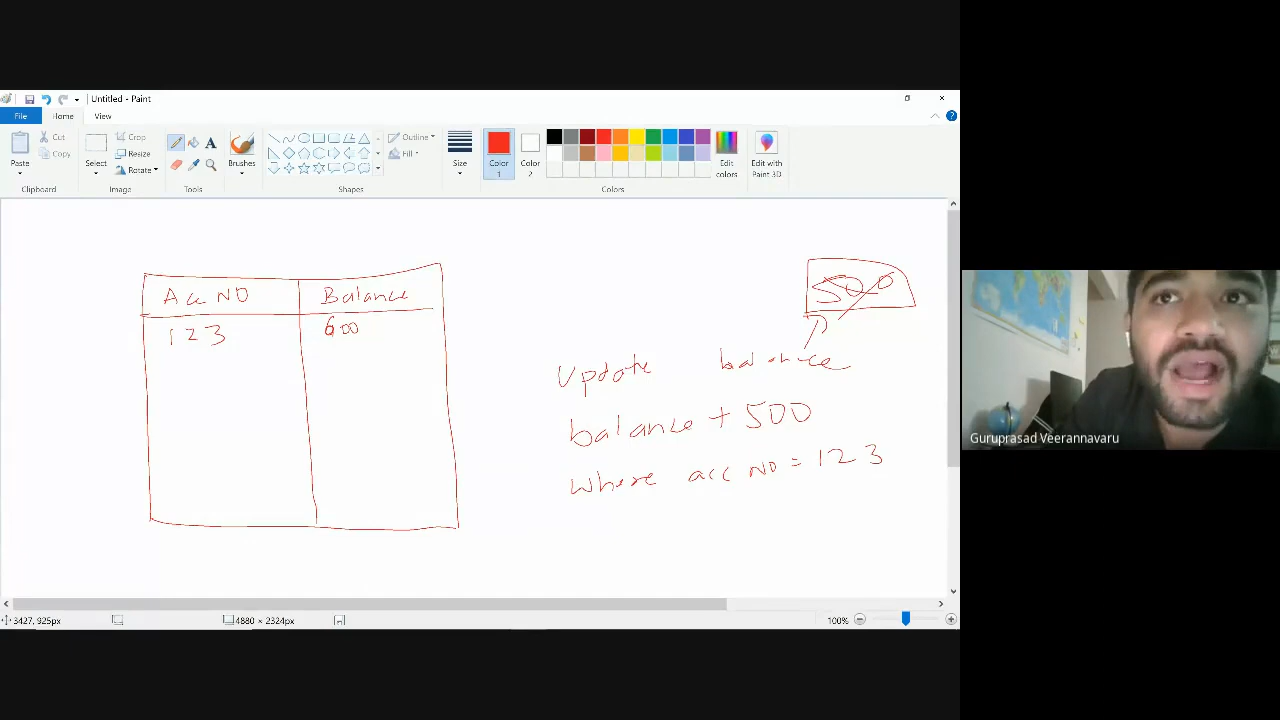 Untitled - Paint
File
Home
View
Paste
Cut
Copy
Clipboard
Select
Crop
Resize
Rotate
Image
Tools
Brushes
Shapes
Outline
Fill
Size
Color 1
Color 2
Edit colors
Edit with Paint 3D
Colors
Acc NO Balance
123 600
500
Update balance
balance + 500
where acc NO = 123
Guruprasad Veerannavaru
3427, 925px
4880 × 2324px
100%